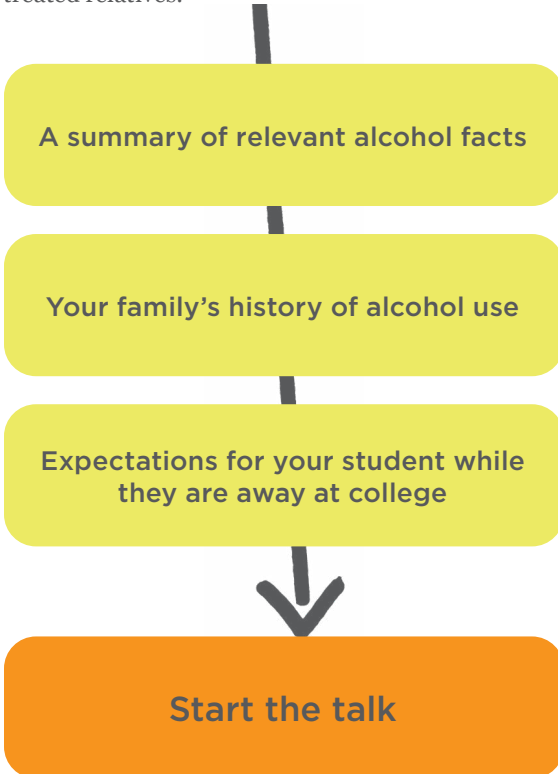 treated relatives.
A summary of relevant alcohol facts
Your family's history of alcohol use
Expectations for your student while
they are away at college
Start the talk